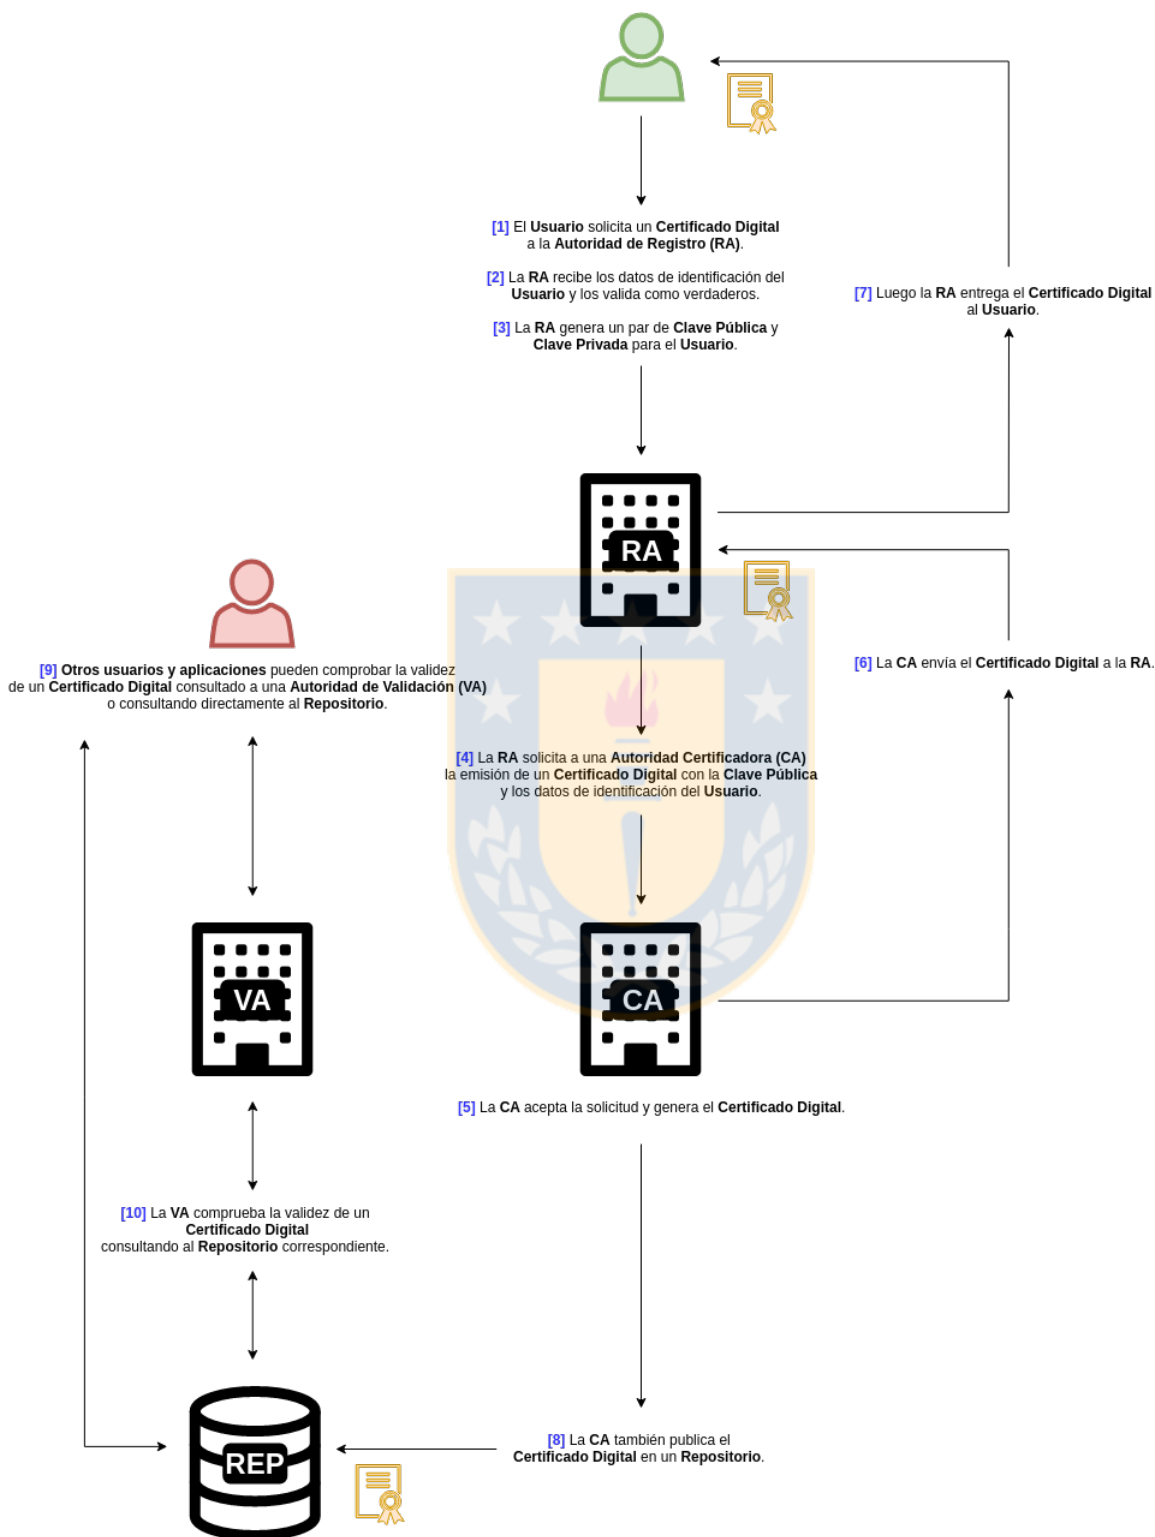 [1] El Usuario solicita un Certificado Digital
a la Autoridad de Registro (RA).
[2] La RA recibe los datos de identificación del
Usuario y los valida como verdaderos.
[3] La RA genera un par de Clave Pública y
Clave Privada para el Usuario.
[7] Luego la RA entrega el Certificado Digital
al Usuario.
RA
[9] Otros usuarios y aplicaciones pueden comprobar la validez
de un Certificado Digital consultado a una Autoridad de Validación (VA)
o consultando directamente al Repositorio.
[6] La CA envía el Certificado Digital a la RA.
[4] La RA solicita a una Autoridad Certificadora (CA)
la emisión de un Certificado Digital con la Clave Pública
y los datos de identificación del Usuario.
VA
CA
[5] La CA acepta la solicitud y genera el Certificado Digital.
[10] La VA comprueba la validez de un
Certificado Digital
consultando al Repositorio correspondiente.
[8] La CA también publica el
Certificado Digital en un Repositorio.
REP